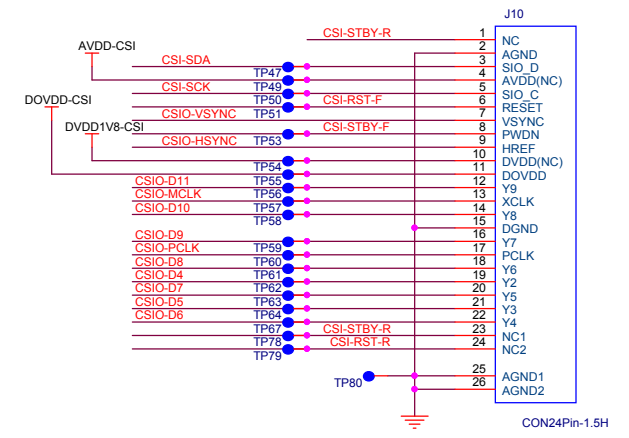 J10
CSI-STBY-R 1 NC
AVDD-CSI 2 AGND
CSI-SDA TP47 3 SIO_D
4 AVDD(NC)
CSI-SCK TP49 5 SIO_C
DOVDD-CSI TP50 CSI-RST-F 6 RESET
CSIO-VSYNC TP51 7 VSYNC
DVDD1V8-CSI CSI-STBY-F 8 PWDN
CSIO-HSYNC TP53 9 HREF
10 DVDD(NC)
TP54 11 DOVDD
CSIO-D11 TP55 12 Y9
CSIO-MCLK TP56 13 XCLK
CSIO-D10 TP57 14 Y8
TP58 15 DGND
CSIO-D9 16 Y7
CSIO-PCLK TP59 17 PCLK
CSIO-D8 TP60 18 Y6
CSIO-D4 TP61 19 Y2
CSIO-D7 TP62 20 Y5
CSIO-D5 TP63 21 Y3
CSIO-D6 TP64 22 Y4
TP67 CSI-STBY-R 23 NC1
TP78 CSI-RST-R 24 NC2
TP79
25 AGND1
TP80 26 AGND2
CON24Pin-1.5H